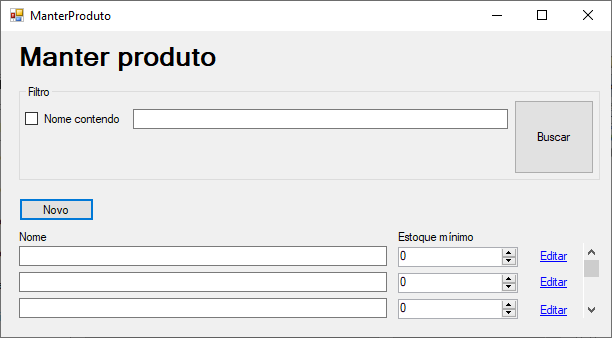 ManterProduto
Manter produto
Filtro
Nome contendo
Buscar
Novo
Nome Estoque mínimo
0 Editar
0 Editar
0 Editar